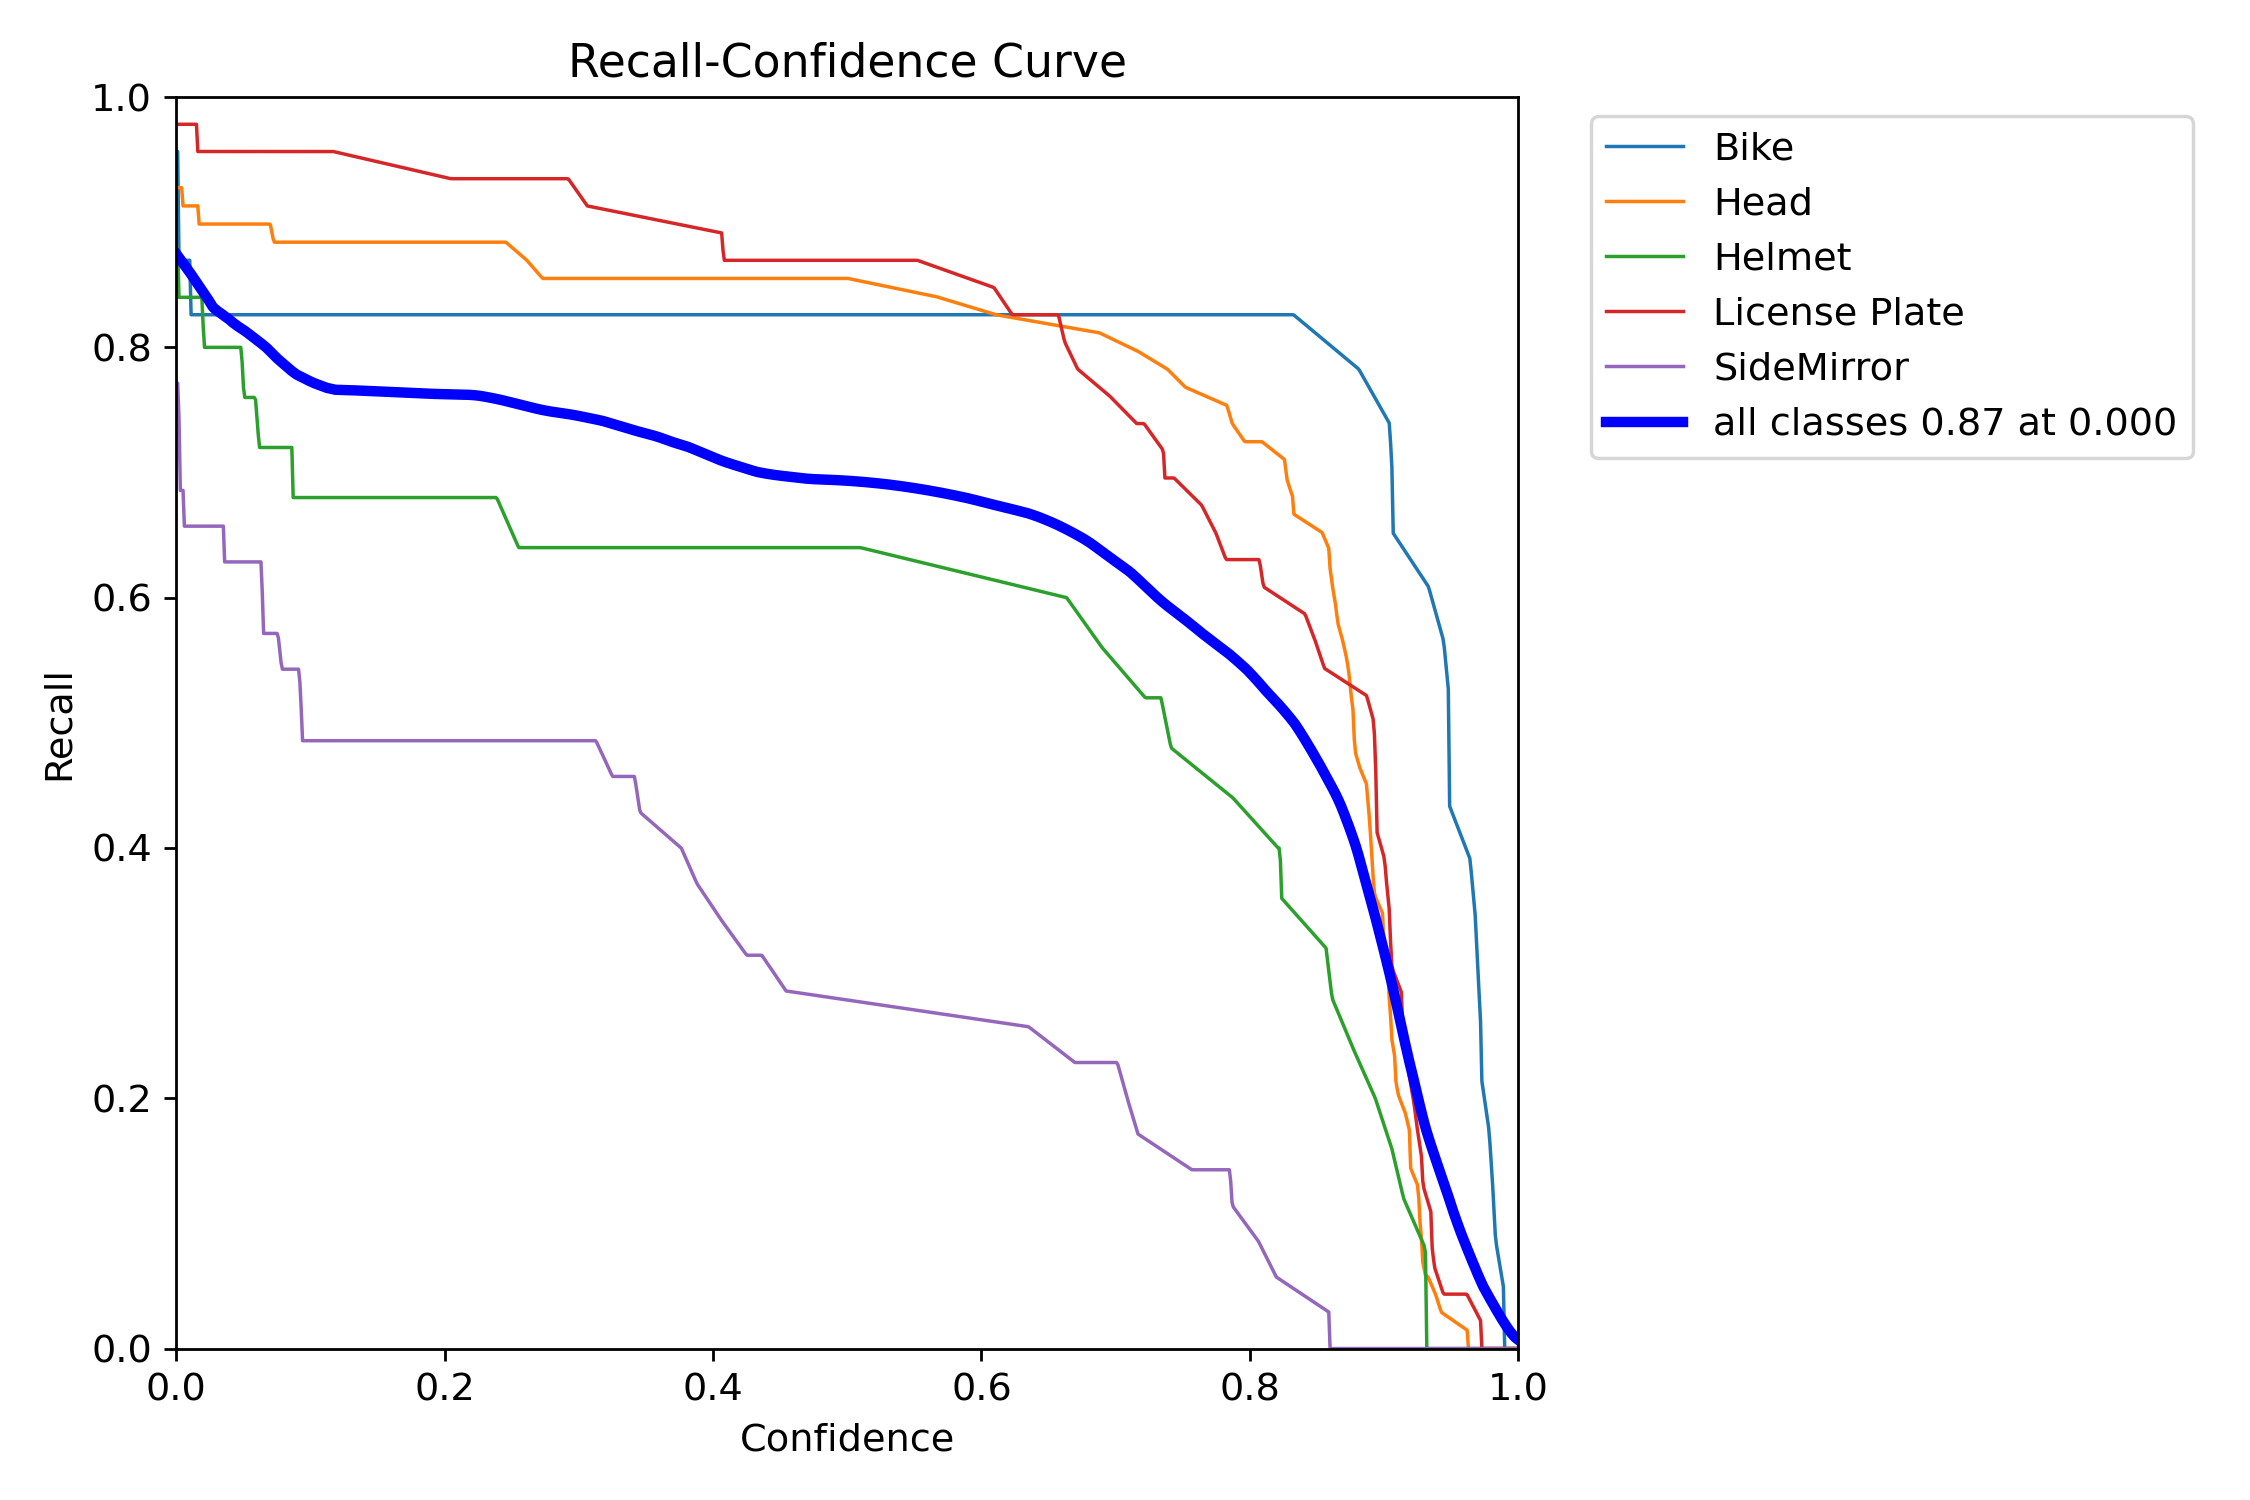 Recall-Confidence Curve
1.0
0.8
0.6
0.4
0.2
0.0
Recall
0.0 0.2 0.4 0.6 0.8 1.0
Confidence
Bike
Head
Helmet
License Plate
SideMirror
all classes 0.87 at 0.000